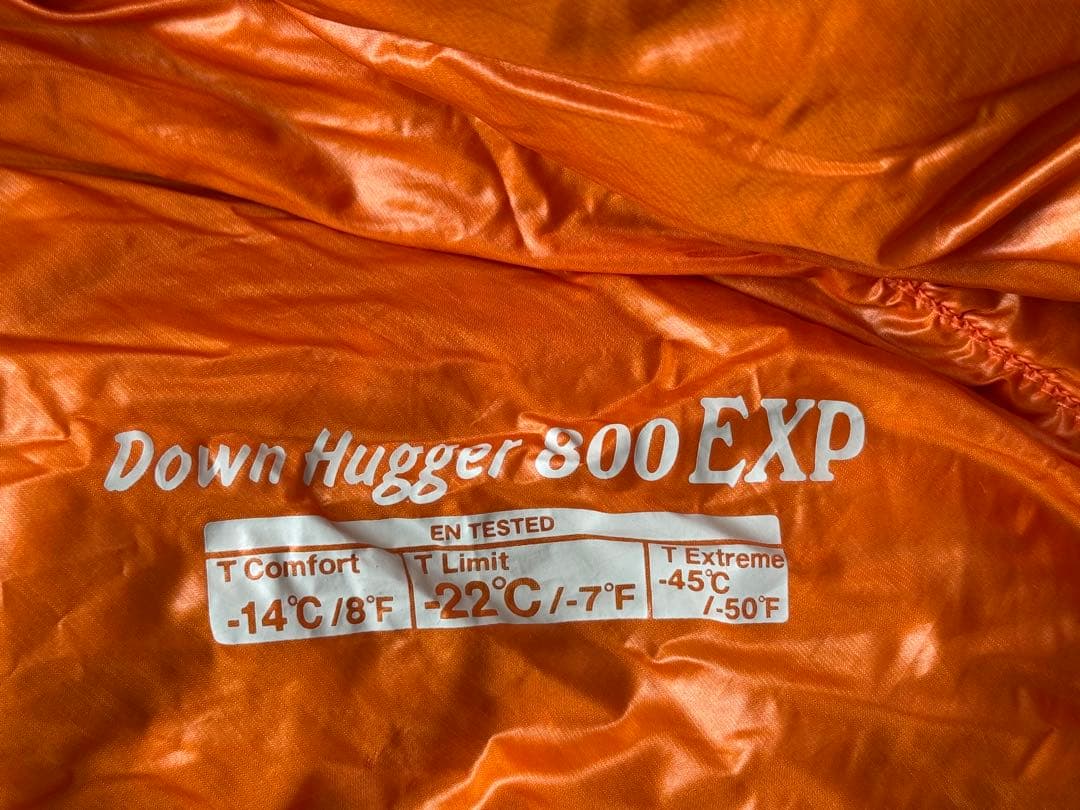 Down Hugger 800 EXP
EN TESTED
T Comfort
-14°C /8°F
T Limit
-22°C /-7°F
T Extreme
-45°C
/-50°F